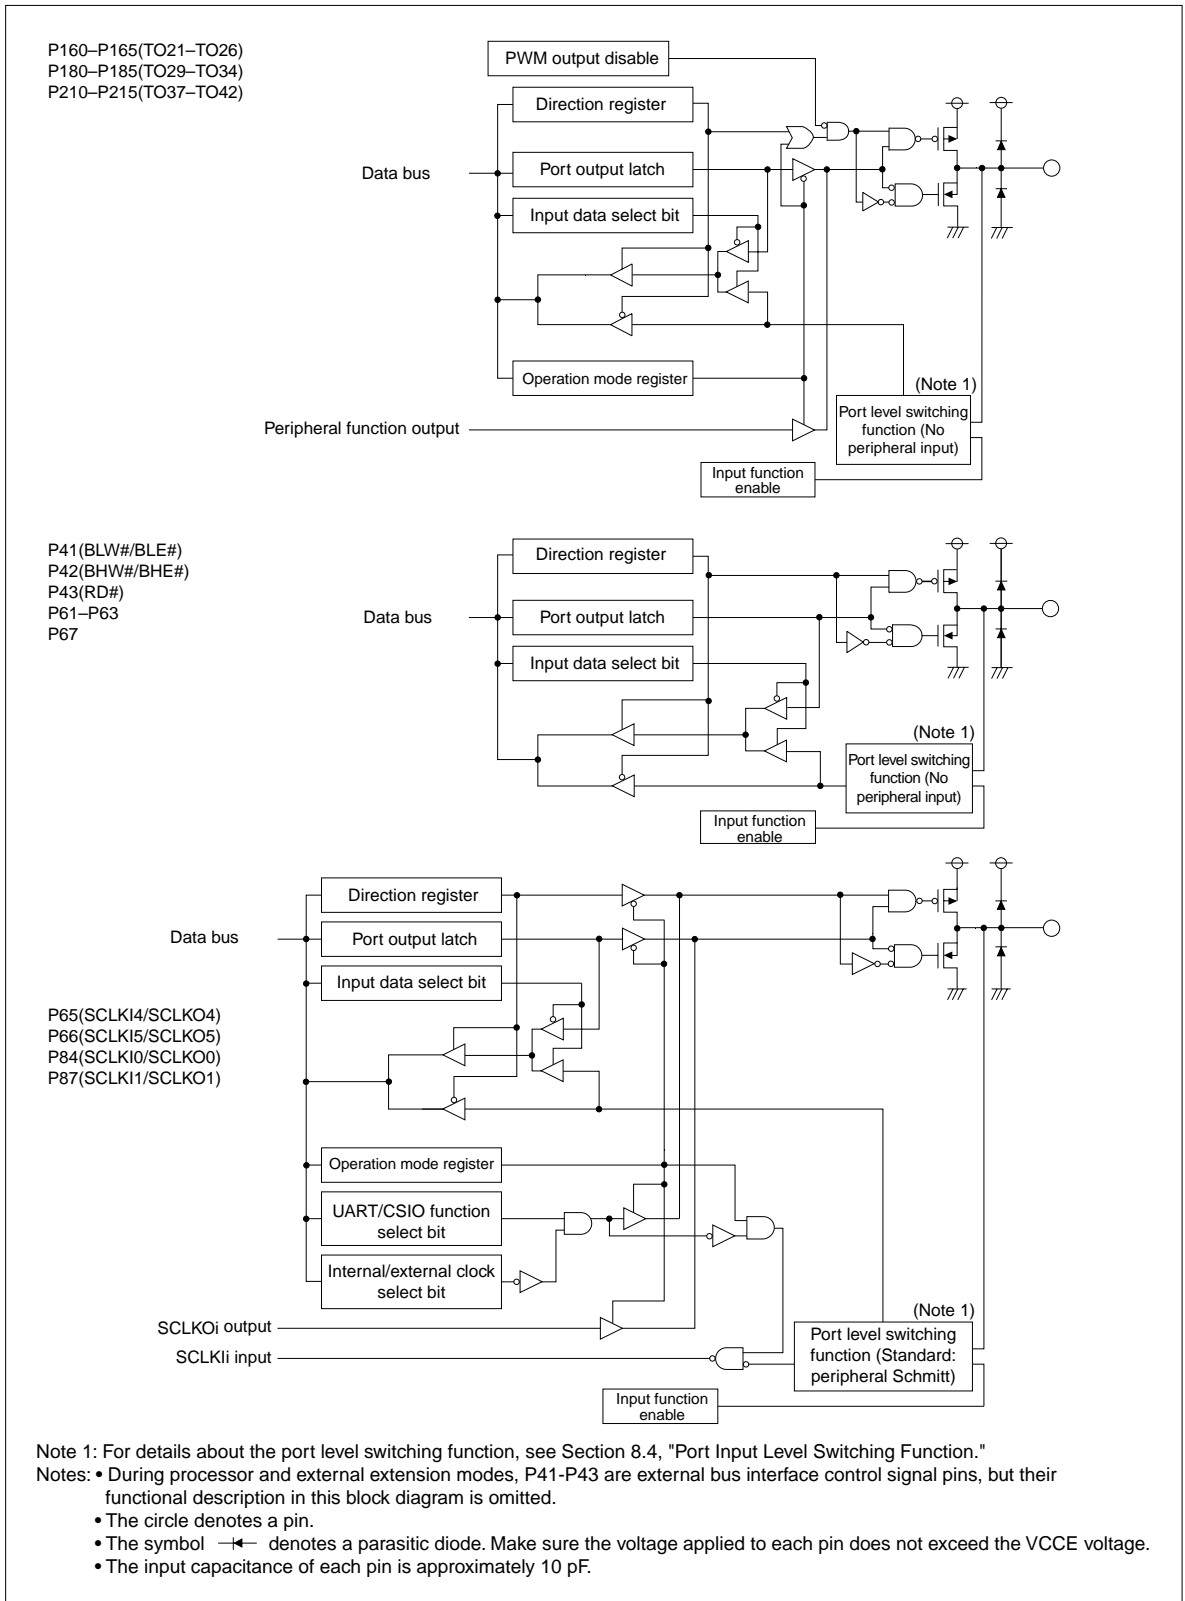 P160–P165(TO21–TO26)
P180–P185(TO29–TO34)
P210–P215(TO37–TO42)
PWM output disable
Direction register
Data bus
Port output latch
Input data select bit
Operation mode register
Peripheral function output
(Note 1)
Port level switching
function (No
peripheral input)
Input function
enable
P41(BLW#/BLE#)
P42(BHW#/BHE#)
P43(RD#)
P61–P63
P67
Direction register
Data bus
Port output latch
Input data select bit
(Note 1)
Port level switching
function (No
peripheral input)
Input function
enable
Direction register
Data bus
Port output latch
Input data select bit
P65(SCLKI4/SCLKO4)
P66(SCLKI5/SCLKO5)
P84(SCLKI0/SCLKO0)
P87(SCLKI1/SCLKO1)
Operation mode register
UART/CSIO function
select bit
Internal/external clock
select bit
SCLKOi output
SCLKIi input
(Note 1)
Port level switching
function (Standard:
peripheral Schmitt)
Input function
enable
Note 1: For details about the port level switching function, see Section 8.4, "Port Input Level Switching Function."
Notes: • During processor and external extension modes, P41-P43 are external bus interface control signal pins, but their
functional description in this block diagram is omitted.
• The circle denotes a pin.
• The symbol denotes a parasitic diode. Make sure the voltage applied to each pin does not exceed the VCCE voltage.
• The input capacitance of each pin is approximately 10 pF.